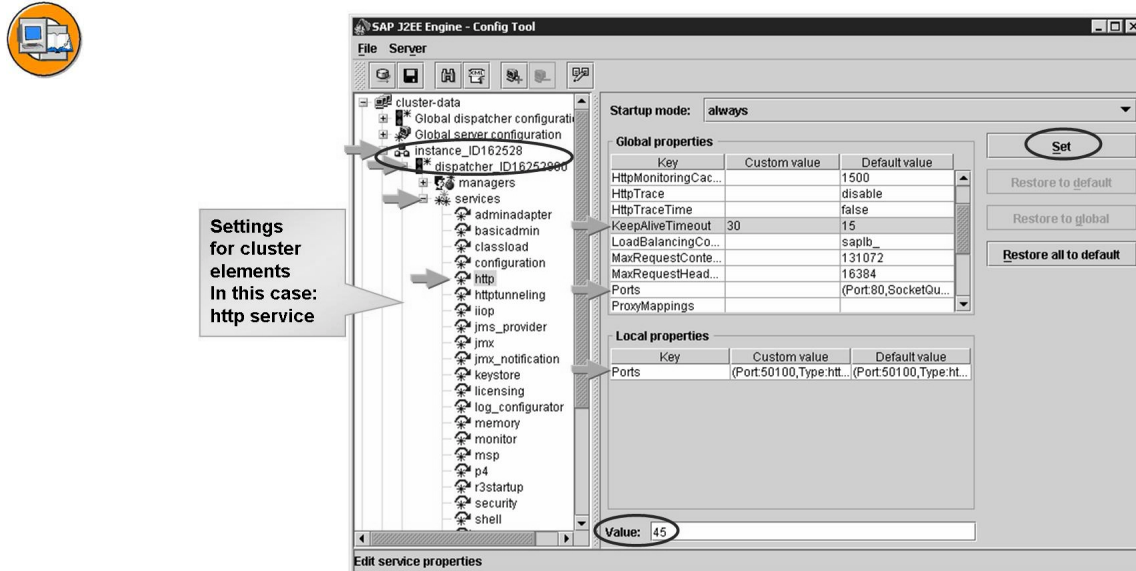 SAP J2EE Engine - Config Tool
File Server
cluster-data
Global dispatcher configurati
Global server configuration
instance_ID162528
dispatcher_ID16252800
managers
services
adminadapter
basicadmin
classload
configuration
http
httptunneling
iiop
jms_provider
jmx
jmx_notification
keystore
licensing
log_configurator
memory
monitor
msp
p4
r3startup
security
shell
Settings
for cluster
elements
In this case:
http service
Startup mode: always
Global properties
Key Custom value Default value
HttpMonitoringCac... 1500
HttpTrace disable
HttpTraceTime false
KeepAliveTimeout 30 15
LoadBalancingCo... saplb_
MaxRequestConte... 131072
MaxRequestHead... 16384
Ports (Port:80,SocketQu...
ProxyMappings
Local properties
Key Custom value Default value
Ports (Port:50100,Type:htt... (Port:50100,Type:ht...
Value: 45
Set
Restore to default
Restore to global
Restore all to default
Edit service properties